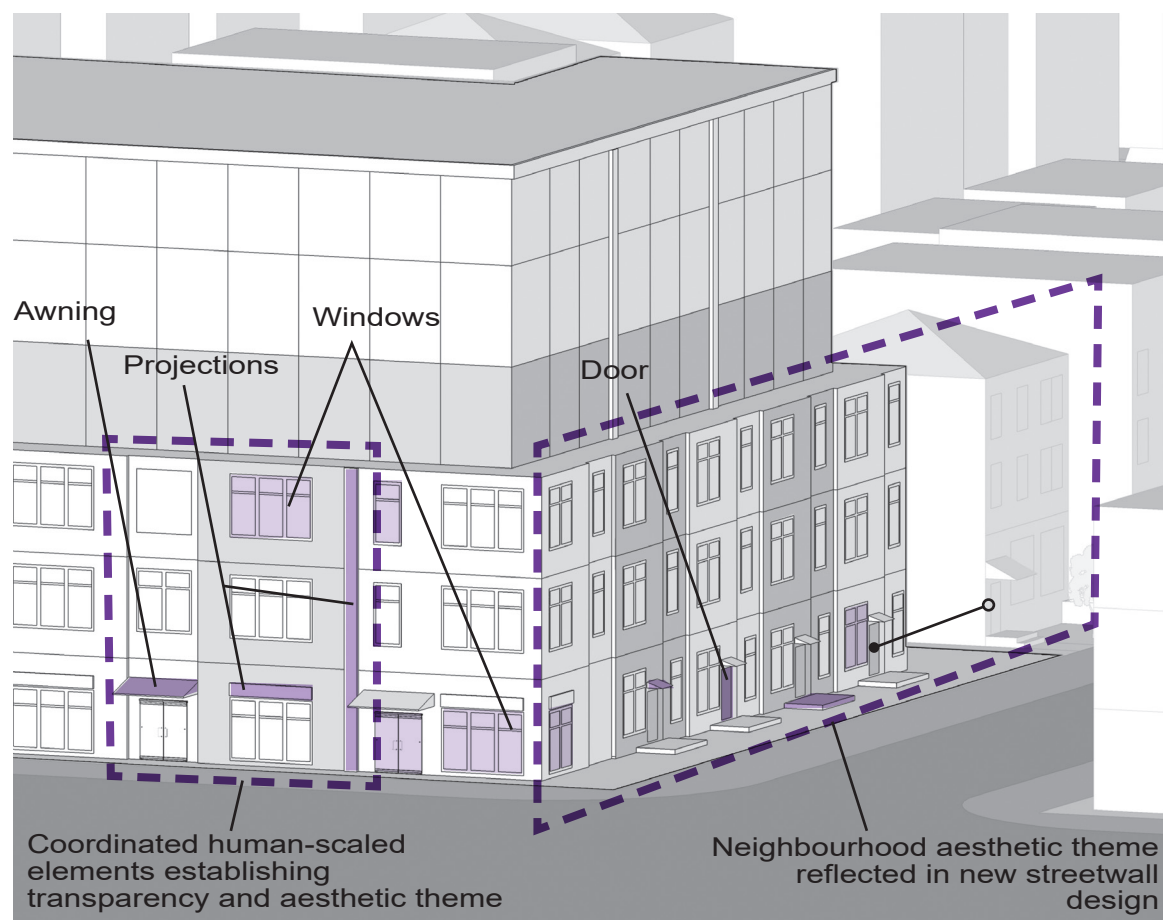 Awning
Windows
Projections
Door
Coordinated human-scaled
elements establishing
transparency and aesthetic theme
Neighbourhood aesthetic theme
reflected in new streetwall
design